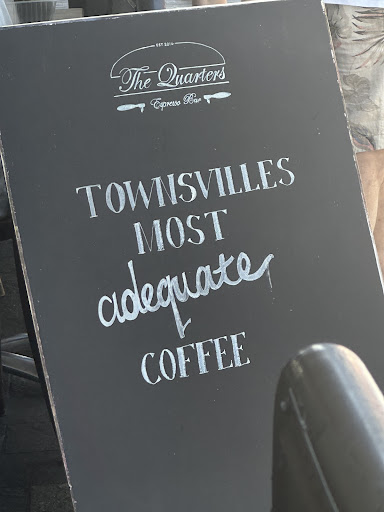 EST 2014
The Quarters
Espresso Bar
TOWNSVILLES
MOST
adequate
COFFEE